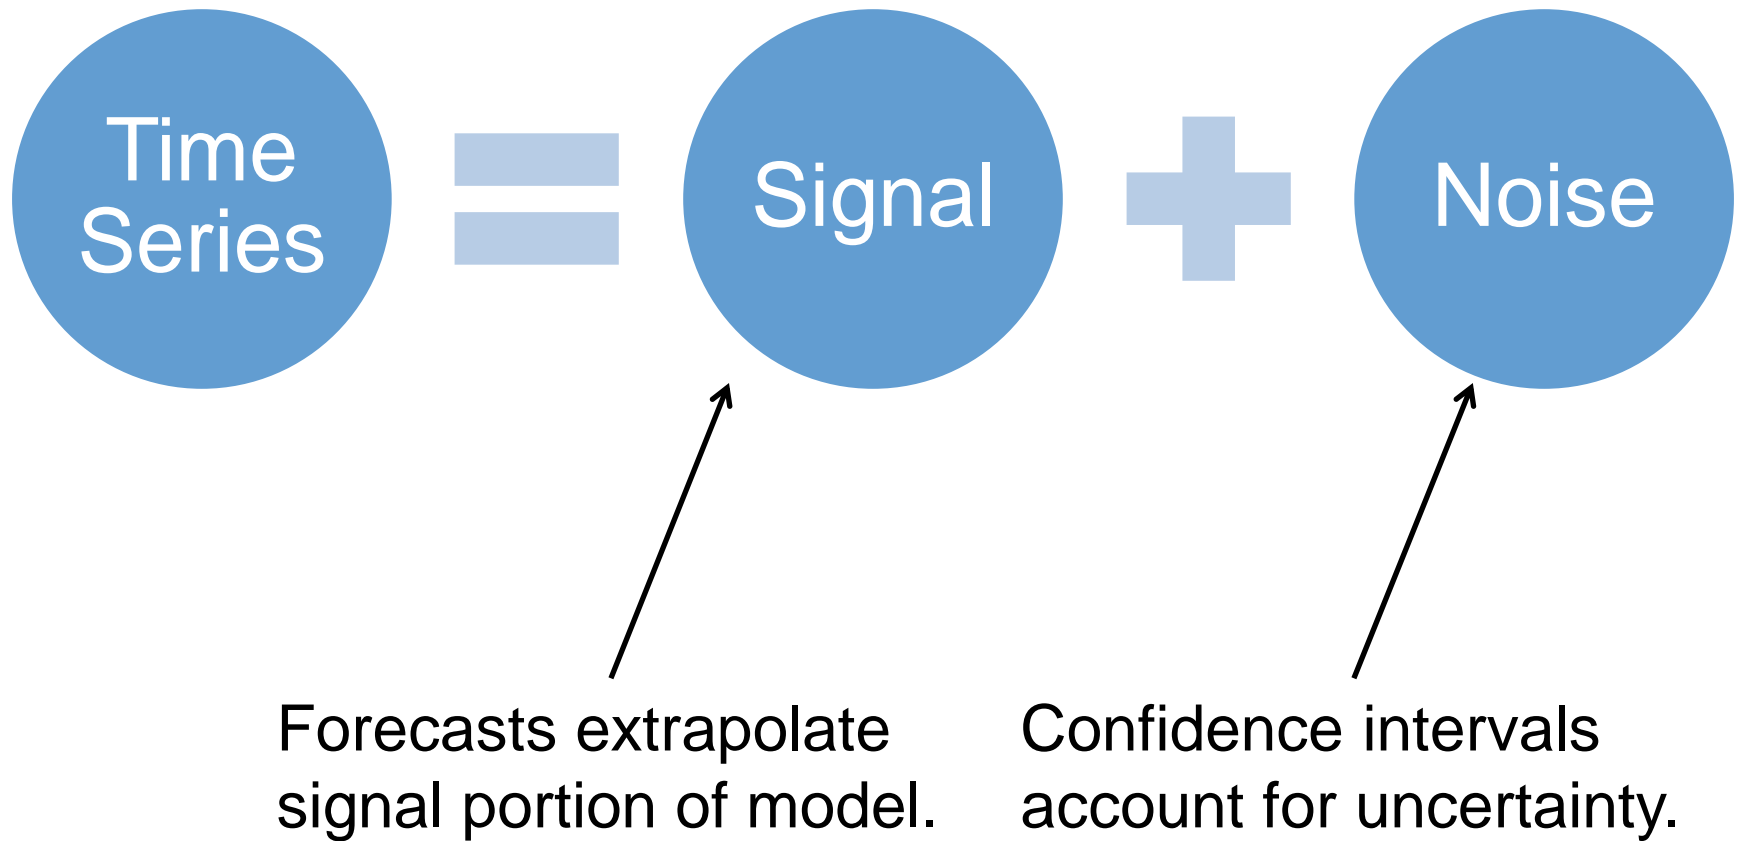 Time
Series
Signal
Noise
Forecasts extrapolate
signal portion of model.
Confidence intervals
account for uncertainty.